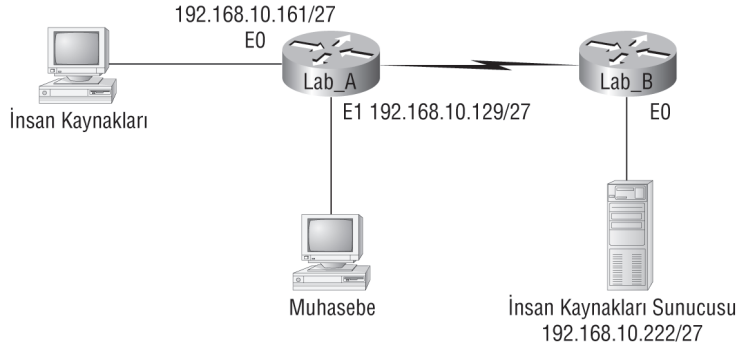 192.168.10.161/27
E0
Lab_A
Lab_B
İnsan Kaynakları
E1 192.168.10.129/27
E0
Muhasebe
İnsan Kaynakları Sunucusu
192.168.10.222/27